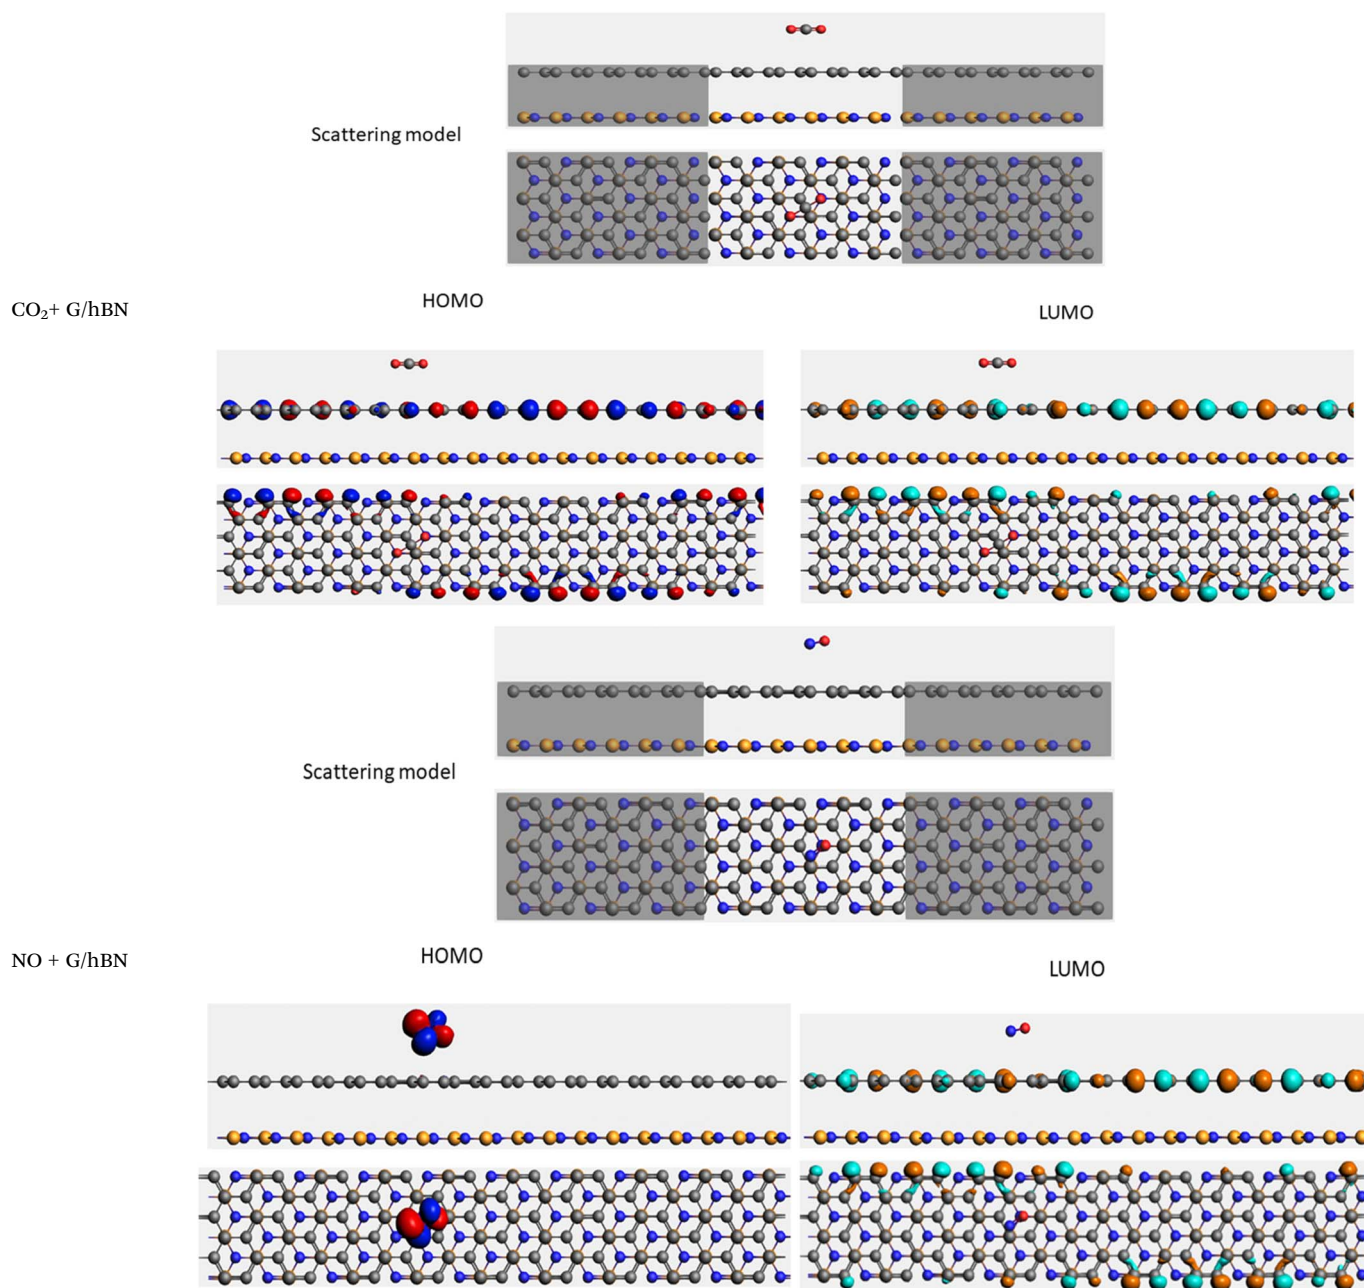 Scattering model
CO₂+ G/hBN
HOMO
LUMO
Scattering model
NO + G/hBN
HOMO
LUMO